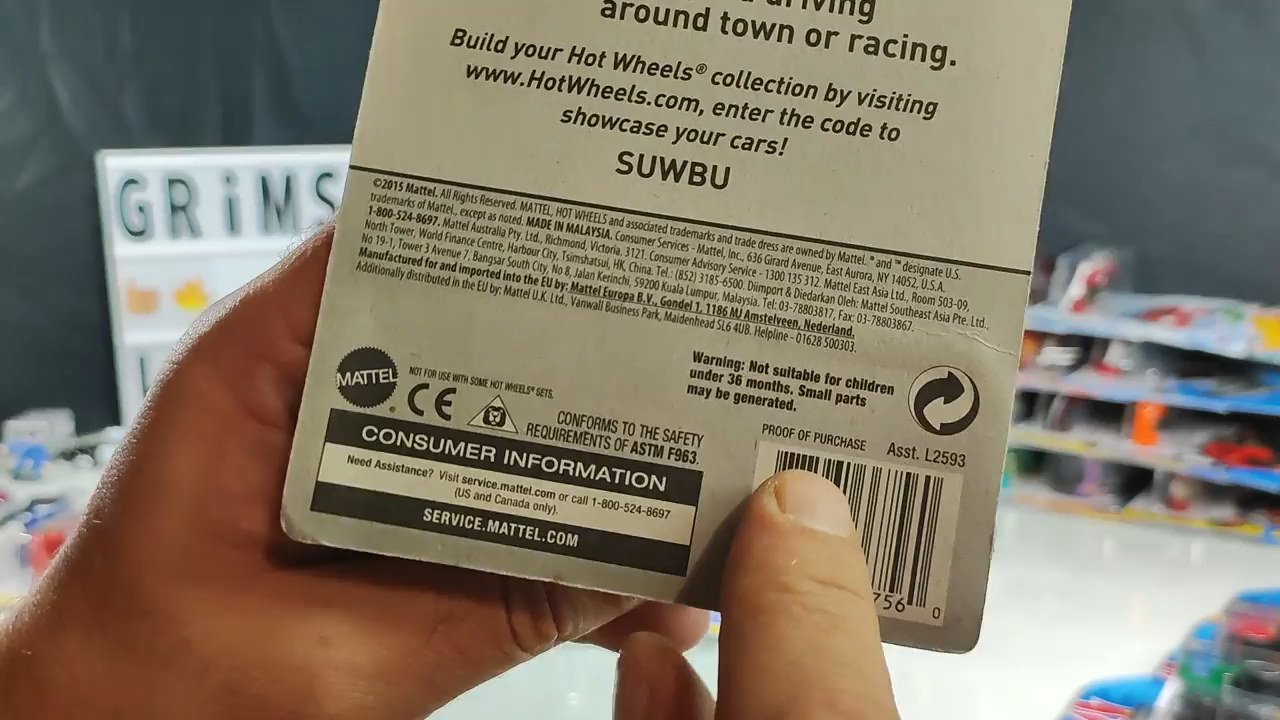 driving
around town or racing.
Build your Hot Wheels® collection by visiting
www.HotWheels.com, enter the code to
showcase your cars!
SUWBU
©2015 Mattel. All Rights Reserved. MATTEL, HOT WHEELS and associated trademarks and trade dress are owned by Mattel. ® and ™ designate U.S.
trademarks of Mattel, except as noted. MADE IN MALAYSIA. Consumer Services - Mattel, Inc., 636 Girard Avenue, East Aurora, NY 14052, U.S.A.
1-800-524-8697. Mattel Australia Pty. Ltd., Richmond, Victoria. 3121. Consumer Advisory Service - 1300 135 312. Mattel East Asia Ltd., Room 503-09,
North Tower, World Finance Centre, Harbour City, Tsimshatsui, HK, China. Tel.: (852) 3185-6500. Diimport & Diedarkan Oleh: Mattel Southeast Asia Pte. Ltd.,
No 19-1, Tower 3 Avenue 7, Bangsar South City, No 8, Jalan Kerinchi, 59200 Kuala Lumpur, Malaysia. Tel: 03-78803817, Fax: 03-78803867.
Manufactured for and imported into the EU by: Mattel Europa B.V., Gondel 1, 1186 MJ Amstelveen, Nederland.
Additionally distributed in the EU by: Mattel U.K. Ltd., Vanwall Business Park, Maidenhead SL6 4UB. Helpline - 01628 500303.
MATTEL®
NOT FOR USE WITH SOME HOT WHEELS® SETS.
CE
CONFORMS TO THE SAFETY
REQUIREMENTS OF ASTM F963.
Warning: Not suitable for children
under 36 months. Small parts
may be generated.
CONSUMER INFORMATION
Need Assistance? Visit service.mattel.com or call 1-800-524-8697
(US and Canada only).
SERVICE.MATTEL.COM
PROOF OF PURCHASE
Asst. L2593
756 0
GRiMS